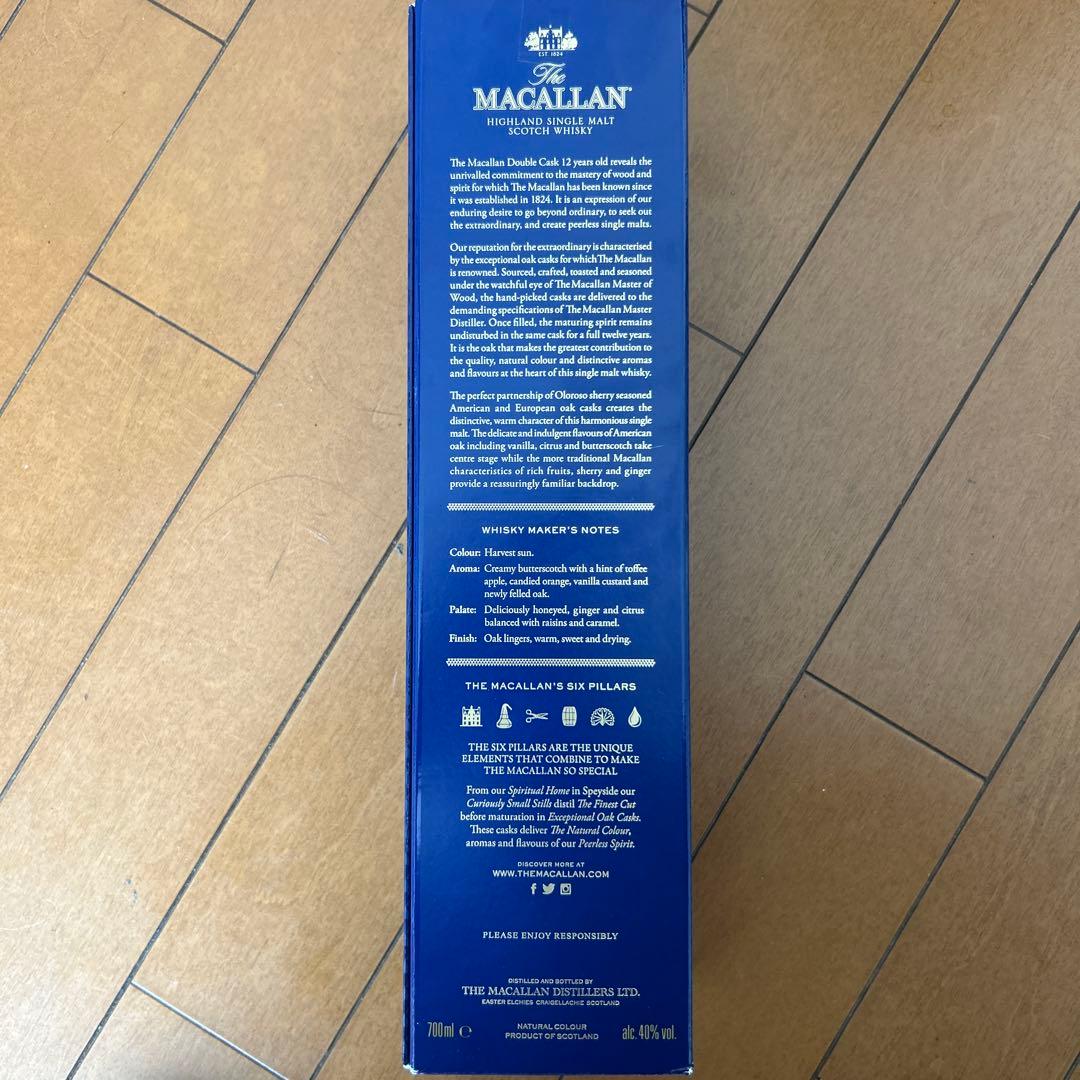 EST 1824
The
MACALLAN
HIGHLAND SINGLE MALT
SCOTCH WHISKY
The Macallan Double Cask 12 years old reveals the
unrivalled commitment to the mastery of wood and
spirit for which The Macallan has been known since
it was established in 1824. It is an expression of our
enduring desire to go beyond ordinary, to seek out
the extraordinary, and create peerless single malts.
Our reputation for the extraordinary is characterised
by the exceptional oak casks for which The Macallan
is renowned. Sourced, crafted, toasted and seasoned
under the watchful eye of The Macallan Master of
Wood, the hand-picked casks are delivered to the
demanding specifications of The Macallan Master
Distiller. Once filled, the maturing spirit remains
undisturbed in the same cask for a full twelve years.
It is the oak that makes the greatest contribution to
the quality, natural colour and distinctive aromas
and flavours at the heart of this single malt whisky.
The perfect partnership of Oloroso sherry seasoned
American and European oak casks creates the
distinctive, warm character of this harmonious single
malt. The delicate and indulgent flavours of American
oak including vanilla, citrus and butterscotch take
centre stage while the more traditional Macallan
characteristics of rich fruits, sherry and ginger
provide a reassuringly familiar backdrop.
WHISKY MAKER'S NOTES
Colour: Harvest sun.
Aroma: Creamy butterscotch with a hint of toffee
apple, candied orange, vanilla custard and
newly felled oak.
Palate: Deliciously honeyed, ginger and citrus
balanced with raisins and caramel.
Finish: Oak lingers, warm, sweet and drying.
THE MACALLAN'S SIX PILLARS
THE SIX PILLARS ARE THE UNIQUE
ELEMENTS THAT COMBINE TO MAKE
THE MACALLAN SO SPECIAL
From our Spiritual Home in Speyside our
Curiously Small Stills distil The Finest Cut
before maturation in Exceptional Oak Casks.
These casks deliver The Natural Colour,
aromas and flavours of our Peerless Spirit.
DISCOVER MORE AT
WWW.THEMACALLAN.COM
PLEASE ENJOY RESPONSIBLY
DISTILLED AND BOTTLED BY
THE MACALLAN DISTILLERS LTD.
EASTER ELCHIES CRAIGELLACHIE SCOTLAND
700ml ℮
NATURAL COLOUR
PRODUCT OF SCOTLAND
alc. 40% vol.